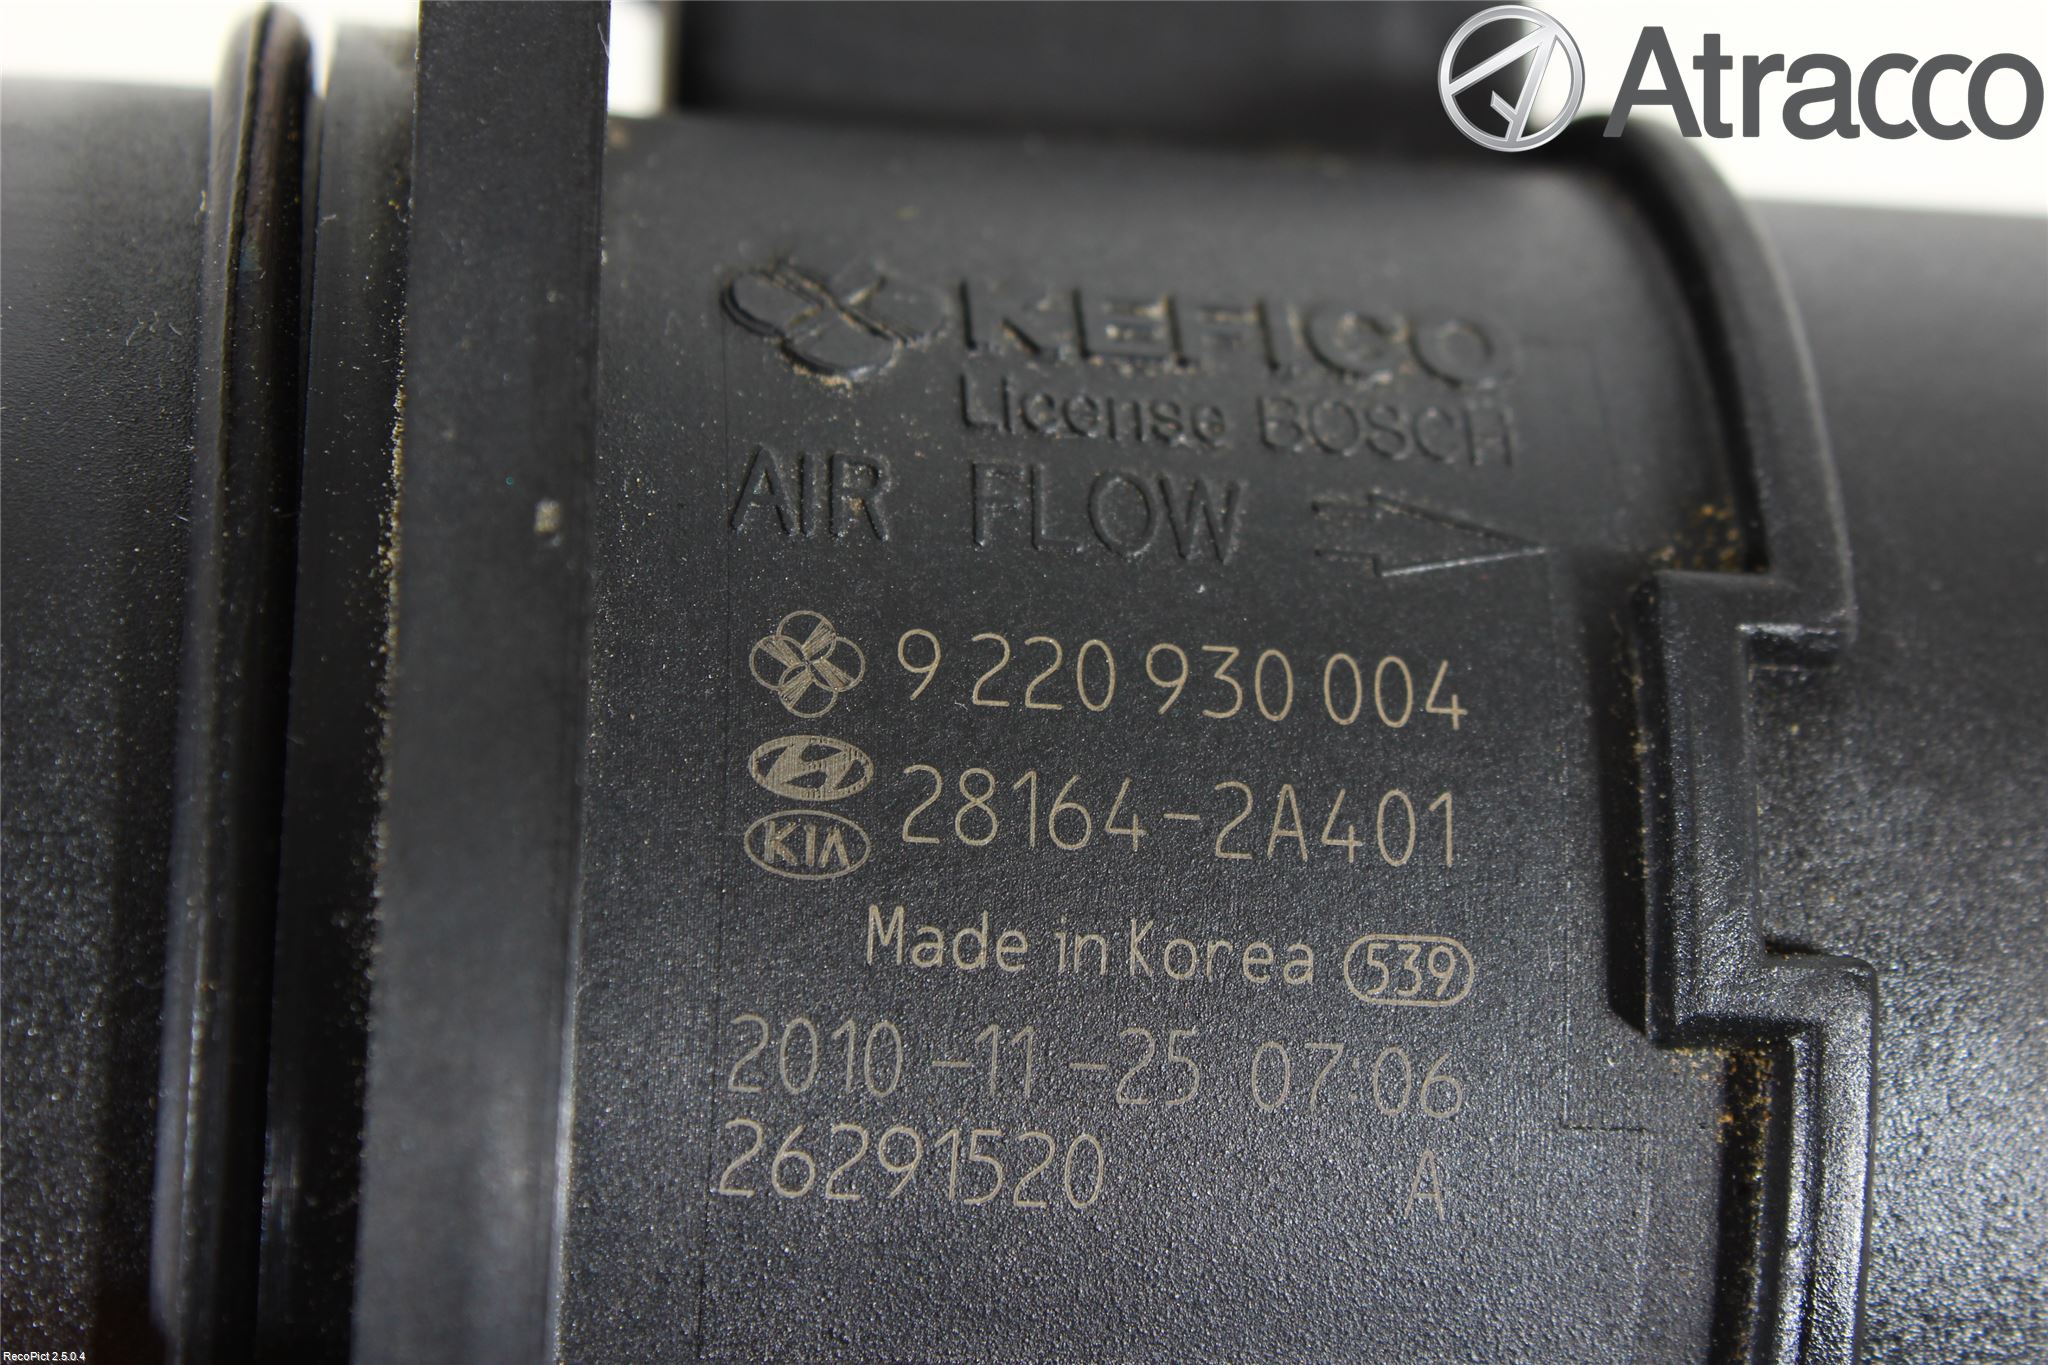 Atracco
KEFICO
License BOSCH
AIR FLOW
9 220 930 004
28164-2A401
KIA
Made in Korea 539
2010-11-25 07:06
26291520 A
RecoPict 2.5.0.4